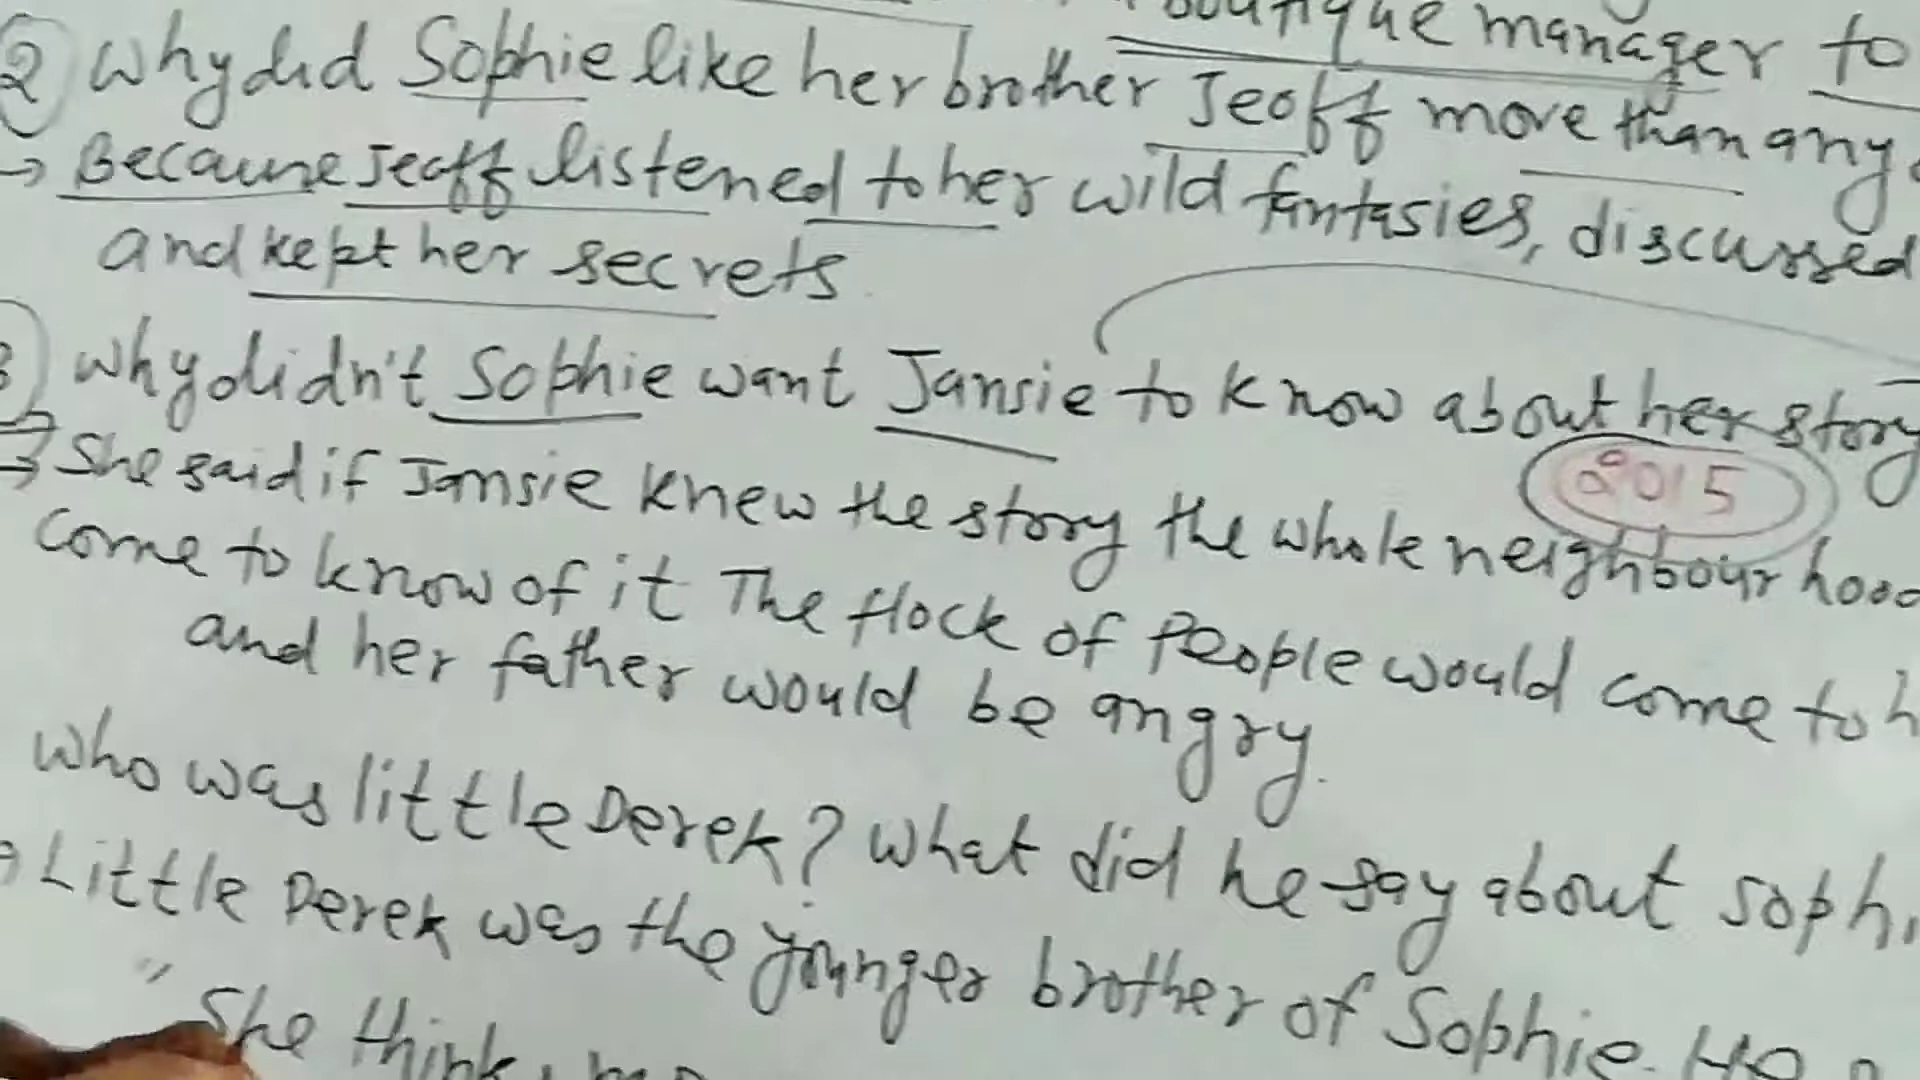 boutique manager to
2 Why did Sophie like her brother Jeoff more than any
→ Because Jeoff listened to her wild fantasies, discussed
and kept her secrets.
3 Why didn't Sophie want Jansie to know about her story
2015
→ She said if Jansie knew the story the whole neighbourhood
come to know of it The flock of People would come to h
and her father would be angry.
Who was little Derek? What did he say about Sophi
→ Little Derek was the younger brother of Sophie. He
"She think